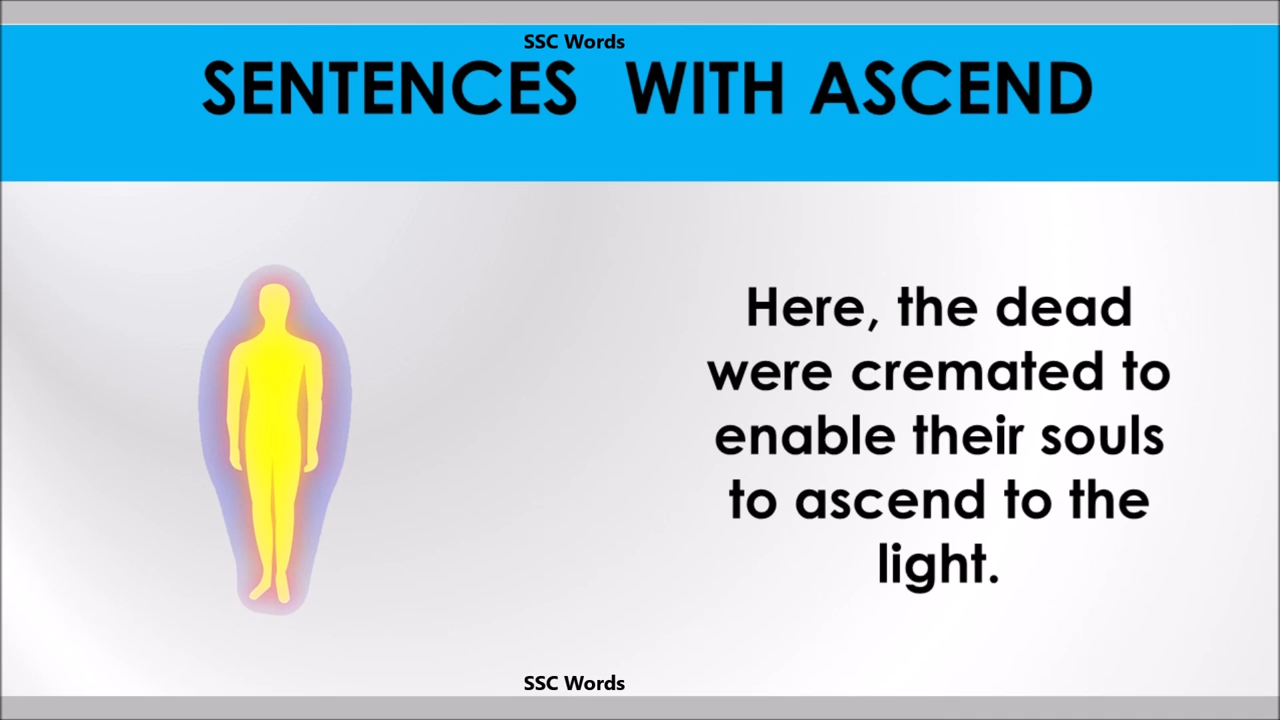 SSC Words
SENTENCES WITH ASCEND
Here, the dead
were cremated to
enable their souls
to ascend to the
light.
SSC Words